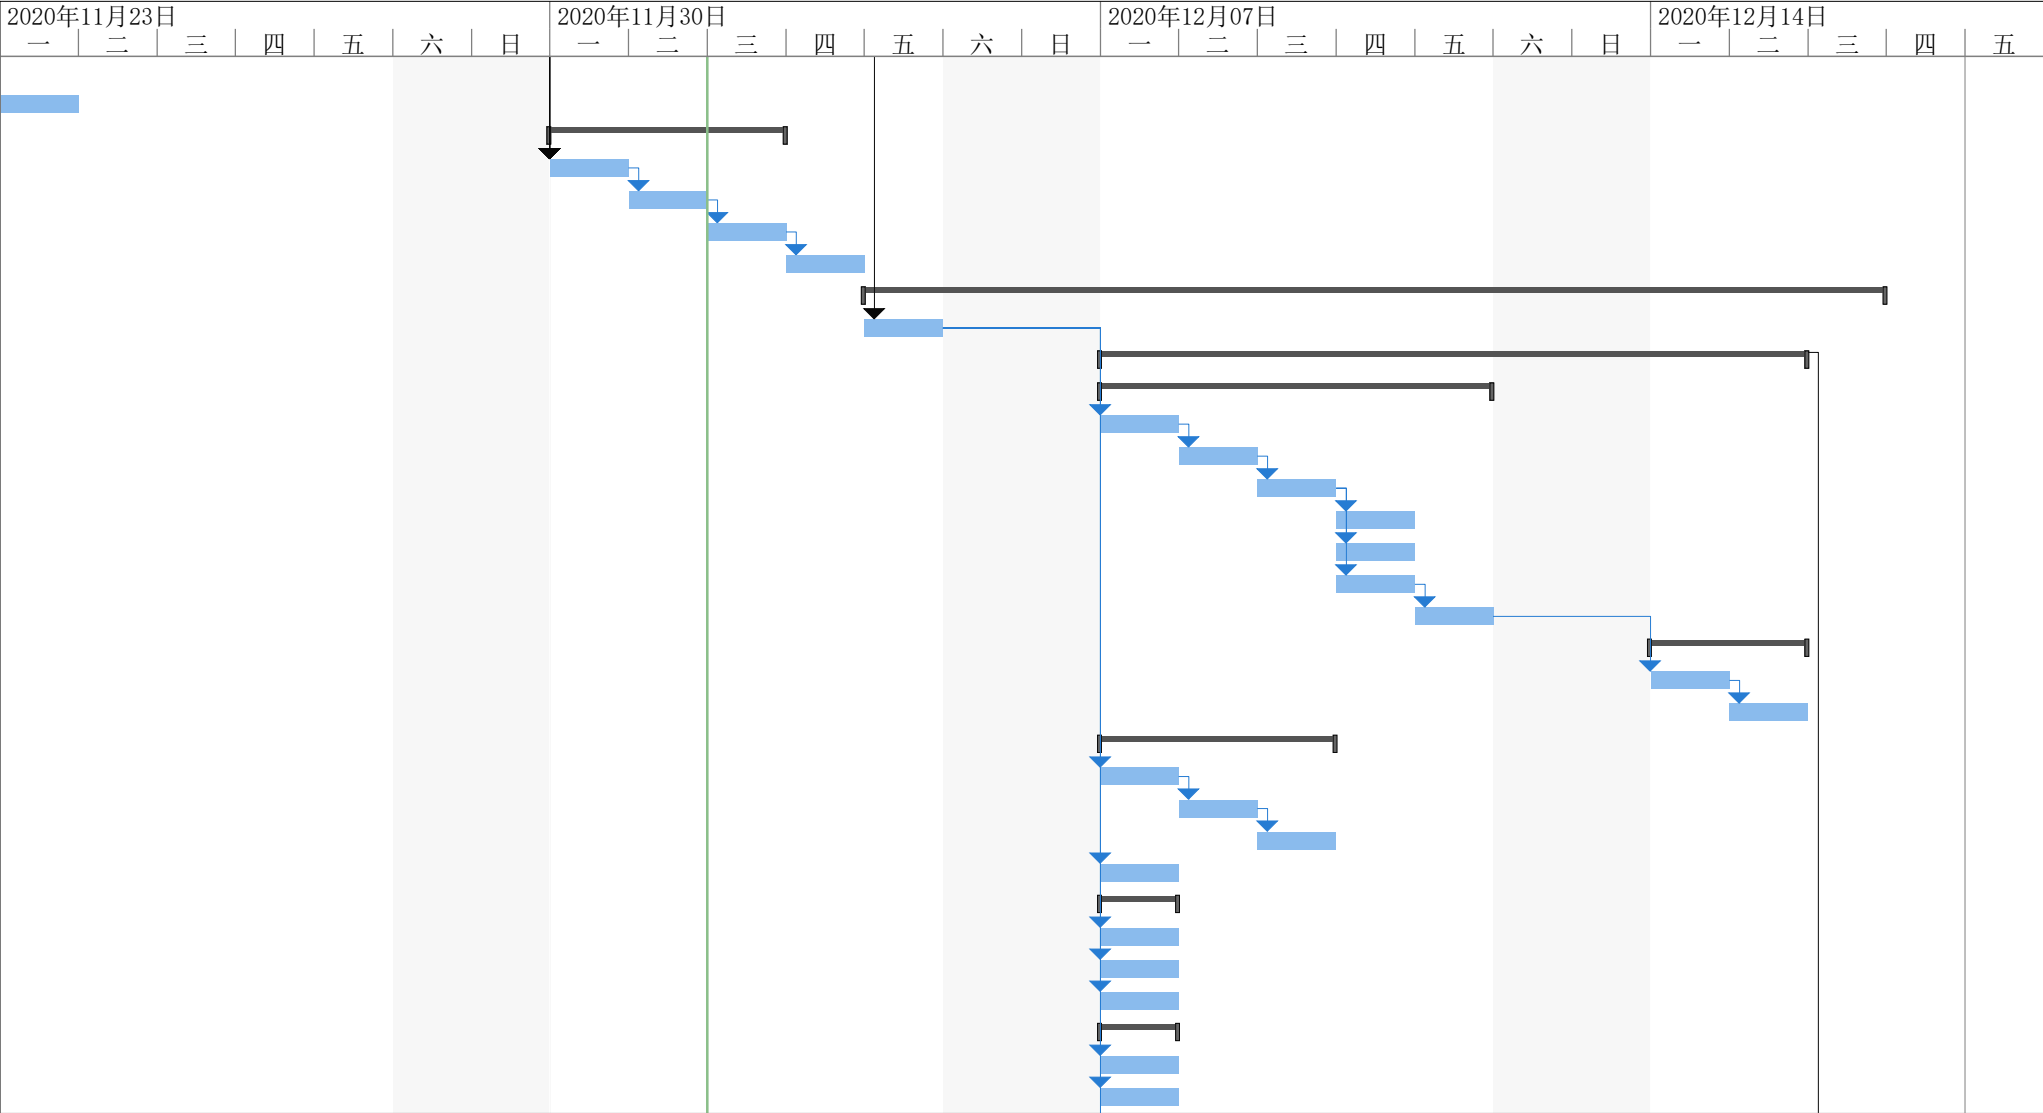 2020年11月23日 2020年11月30日 2020年12月07日 2020年12月14日
一 二 三 四 五 六 日 一 二 三 四 五 六 日 一 二 三 四 五 六 日 一 二 三 四 五